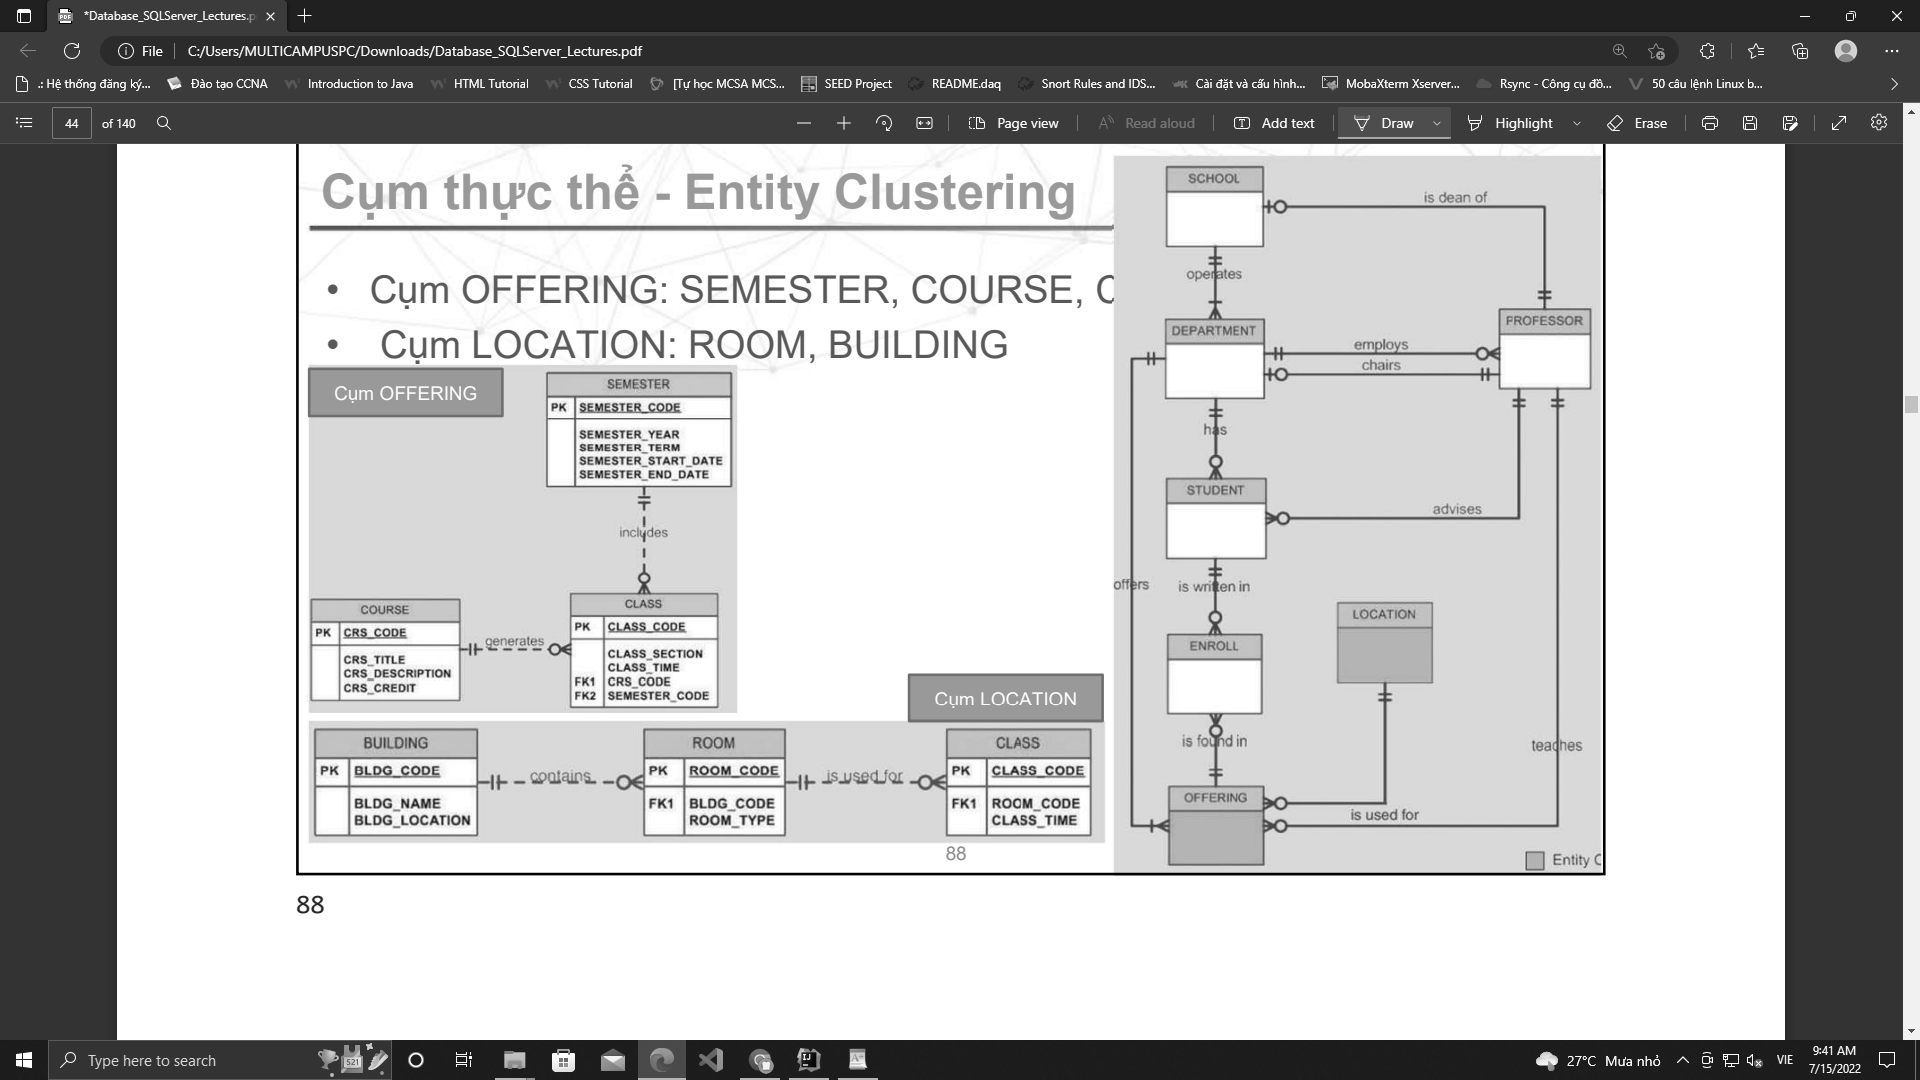 *Database_SQLServer_Lectures.p
File
C:/Users/MULTICAMPUSPC/Downloads/Database_SQLServer_Lectures.pdf
.: Hệ thống đăng ký...
Đào tạo CCNA
Introduction to Java
HTML Tutorial
CSS Tutorial
[Tự học MCSA MCS...
SEED Project
README.daq
Snort Rules and IDS...
Cài đặt và cấu hình...
MobaXterm Xserver...
Rsync - Công cụ đồ...
50 câu lệnh Linux b...
44 of 140
Page view
Read aloud
Add text
Draw
Highlight
Erase
Cụm thực thể - Entity Clustering
• Cụm OFFERING: SEMESTER, COURSE, C
• Cụm LOCATION: ROOM, BUILDING
Cụm OFFERING
SEMESTER
PK SEMESTER_CODE
SEMESTER_YEAR
SEMESTER_TERM
SEMESTER_START_DATE
SEMESTER_END_DATE
includes
COURSE
PK CRS_CODE
CRS_TITLE
CRS_DESCRIPTION
CRS_CREDIT
generates
CLASS
PK CLASS_CODE
CLASS_SECTION
CLASS_TIME
FK1 CRS_CODE
FK2 SEMESTER_CODE
Cụm LOCATION
BUILDING
PK BLDG_CODE
BLDG_NAME
BLDG_LOCATION
contains
ROOM
PK ROOM_CODE
FK1 BLDG_CODE
ROOM_TYPE
is used for
CLASS
PK CLASS_CODE
FK1 ROOM_CODE
CLASS_TIME
88
SCHOOL
is dean of
operates
DEPARTMENT
PROFESSOR
employs
chairs
has
STUDENT
advises
offers
is written in
LOCATION
ENROLL
is found in
teaches
OFFERING
is used for
Entity C
88
Type here to search
521
27°C Mưa nhỏ
VIE
9:41 AM
7/15/2022